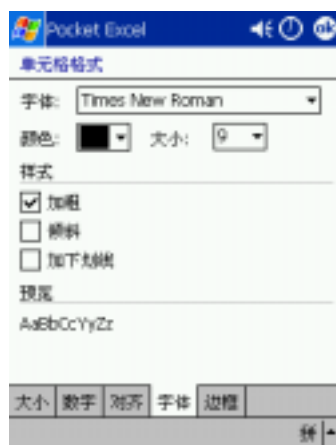 Pocket Excel
单元格格式
字体: Times New Roman
颜色: 大小: 9
样式
加粗
倾斜
加下划线
预览
AaBbCcYyZz
大小 数字 对齐 字体 边框
拼